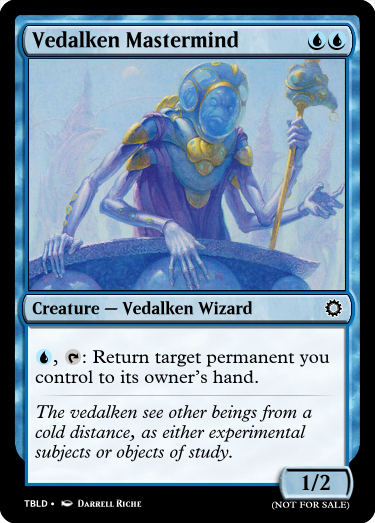 Vedalken Mastermind
Creature — Vedalken Wizard
, : Return target permanent you
control to its owner's hand.
The vedalken see other beings from a
cold distance, as either experimental
subjects or objects of study.
1/2
TBLD • Darrell Riche
(NOT FOR SALE)